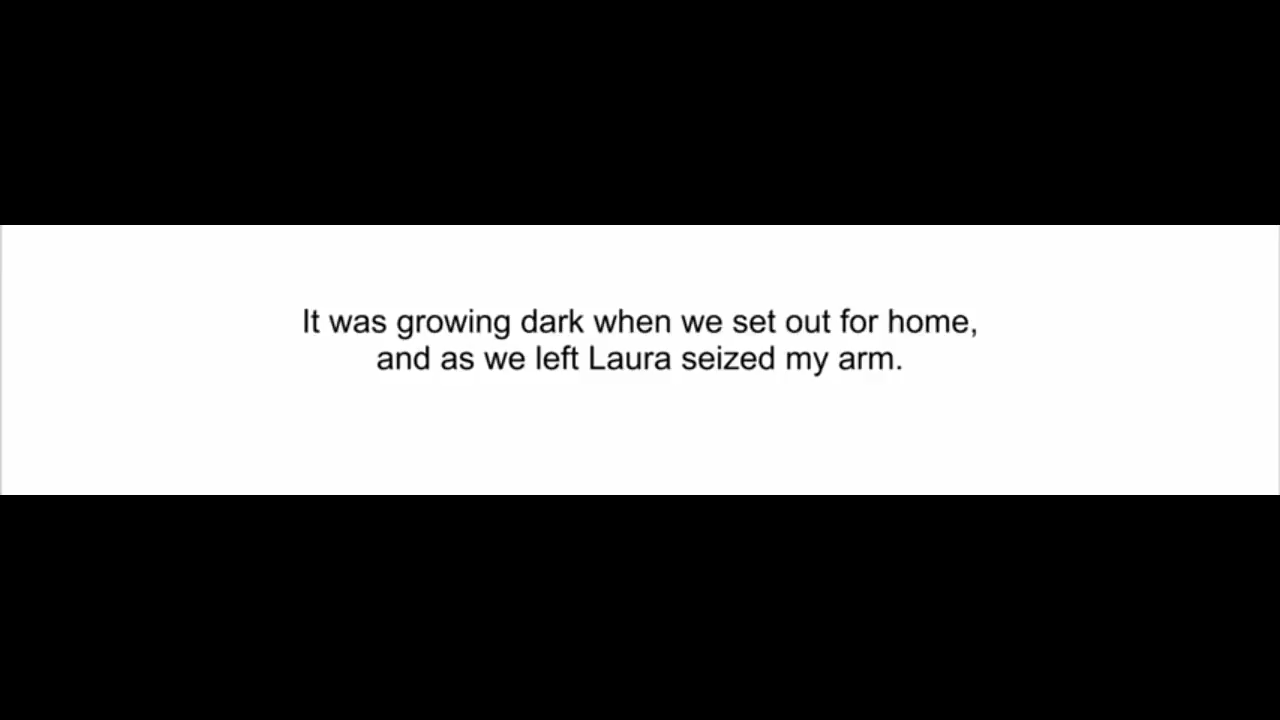 It was growing dark when we set out for home,
and as we left Laura seized my arm.